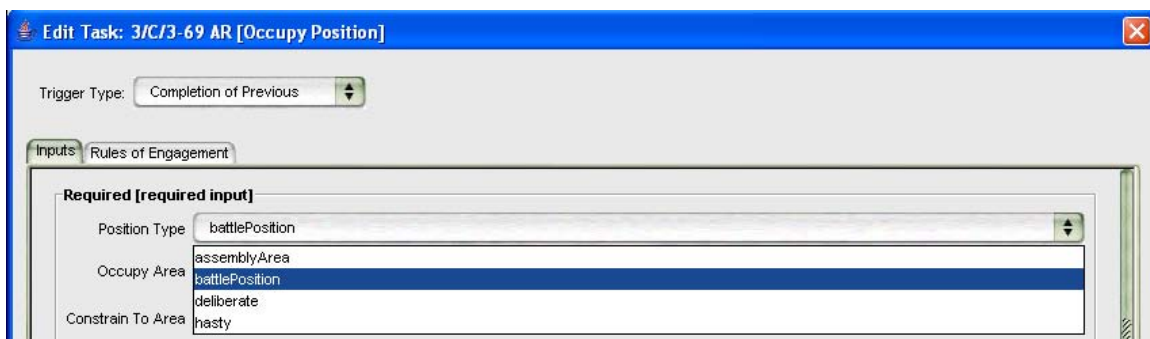 Edit Task: 3/C/3-69 AR [Occupy Position]
Trigger Type: Completion of Previous
Inputs Rules of Engagement
Required [required input]
Position Type battlePosition
assemblyArea
Occupy Area battlePosition
deliberate
Constrain To Area hasty